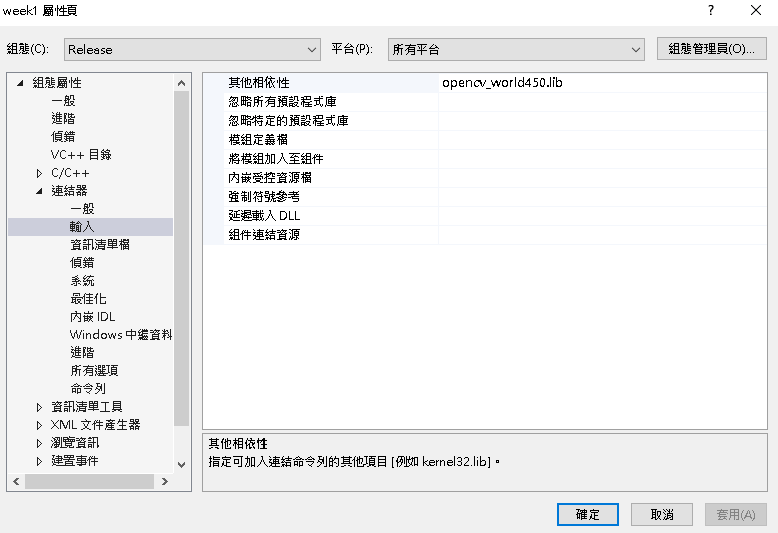 week1 屬性頁
?
組態(C):
Release
平台(P):
所有平台
組態管理員(O)...
組態屬性
一般
進階
偵錯
VC++ 目錄
C/C++
連結器
一般
輸入
資訊清單檔
偵錯
系統
最佳化
內嵌 IDL
Windows 中繼資料
進階
所有選項
命令列
資訊清單工具
XML 文件產生器
瀏覽資訊
建置事件
其他相依性 opencv_world450.lib
忽略所有預設程式庫
忽略特定的預設程式庫
模組定義檔
將模組加入至組件
內嵌受控資源檔
強制符號參考
延遲載入 DLL
組件連結資源
其他相依性
指定可加入連結命令列的其他項目 [例如 kernel32.lib]。
確定
取消
套用(A)